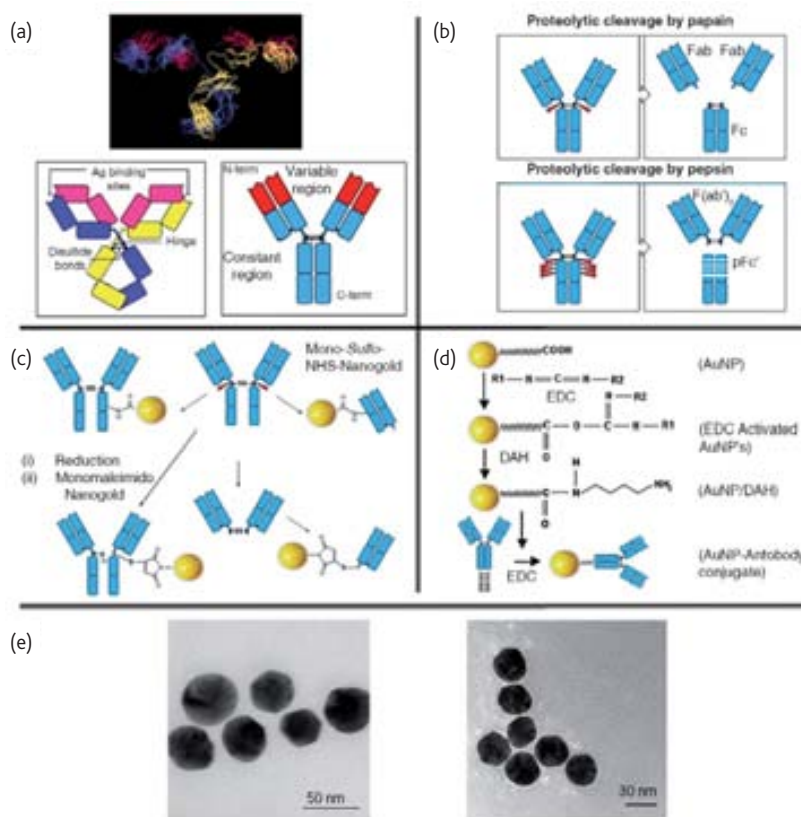 (a)
Ag binding
sites
Hinge
Disulfide
bonds
N-term
Variable
region
Constant
region
C-term
(b)
Proteolytic cleavage by papain
Fab Fab
Fc
Proteolytic cleavage by pepsin
F(ab')
pFc'
(c)
Mono-Sulfo-
NHS-Nanogold
(i) Reduction
(ii) Monomaleimido
Nanogold
(d)
COOH
(AuNP)
R1 N C N R2
EDC
N R2
C O C N R1
O
(EDC Activated
AuNP's)
DAH
H
C N NH2
O
(AuNP/DAH)
EDC
(AuNP-Antobody
conjugate)
(e)
50 nm
30 nm